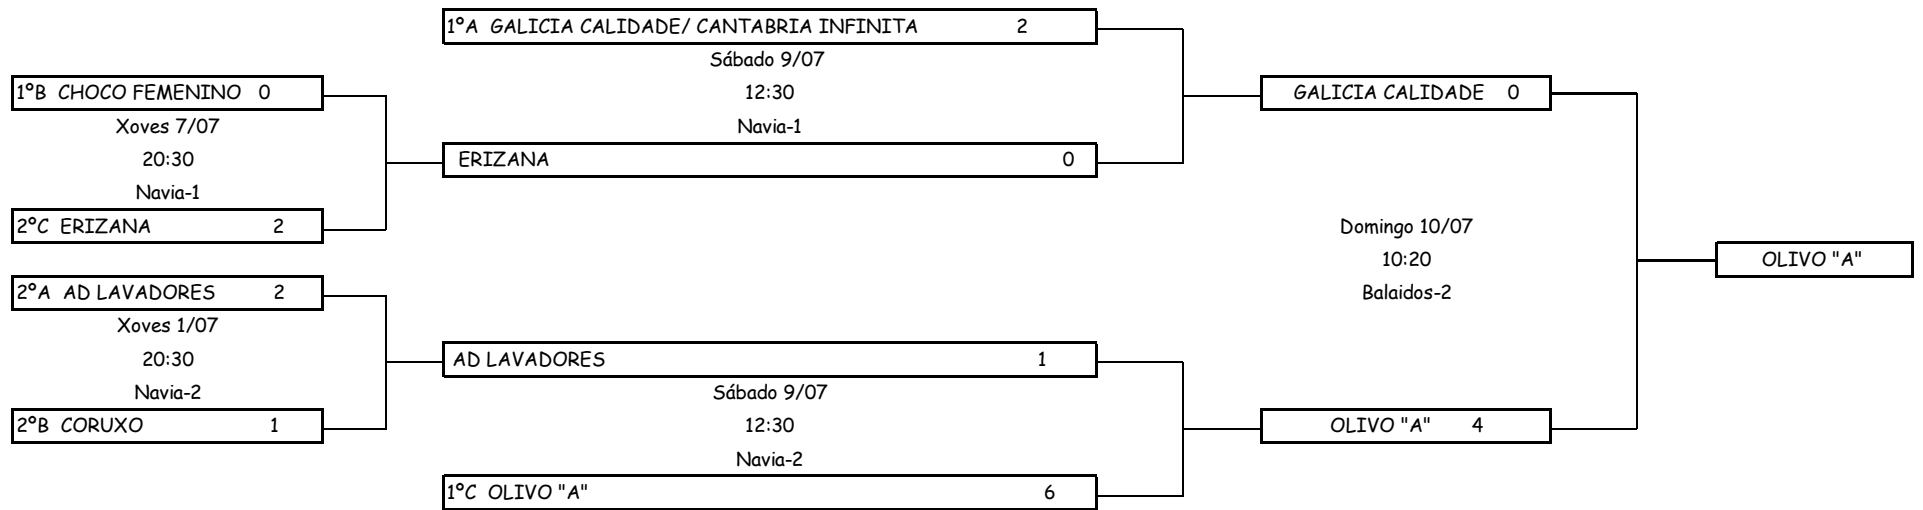 1ºA GALICIA CALIDADE/ CANTABRIA INFINITA 2
Sábado 9/07
12:30
Navia-1
ERIZANA 0
1ºB CHOCO FEMENINO 0
Xoves 7/07
20:30
Navia-1
2ºC ERIZANA 2
2ºA AD LAVADORES 2
Xoves 1/07
20:30
Navia-2
2ºB CORUXO 1
AD LAVADORES 1
Sábado 9/07
12:30
Navia-2
1ºC OLIVO "A" 6
GALICIA CALIDADE 0
Domingo 10/07
10:20
Balaidos-2
OLIVO "A" 4
OLIVO "A"